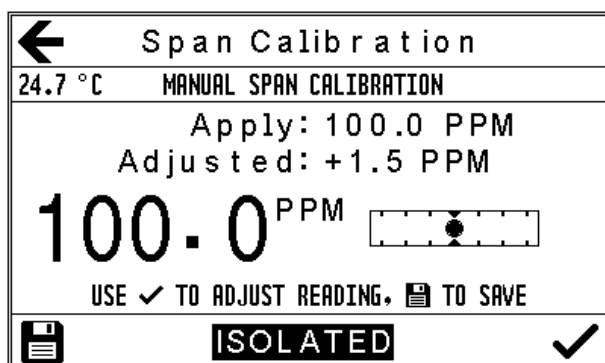 Span Calibration
24.7 °C MANUAL SPAN CALIBRATION
Apply: 100.0 PPM
Adjusted: +1.5 PPM
100.0 PPM
USE ✓ TO ADJUST READING, 💾 TO SAVE
ISOLATED